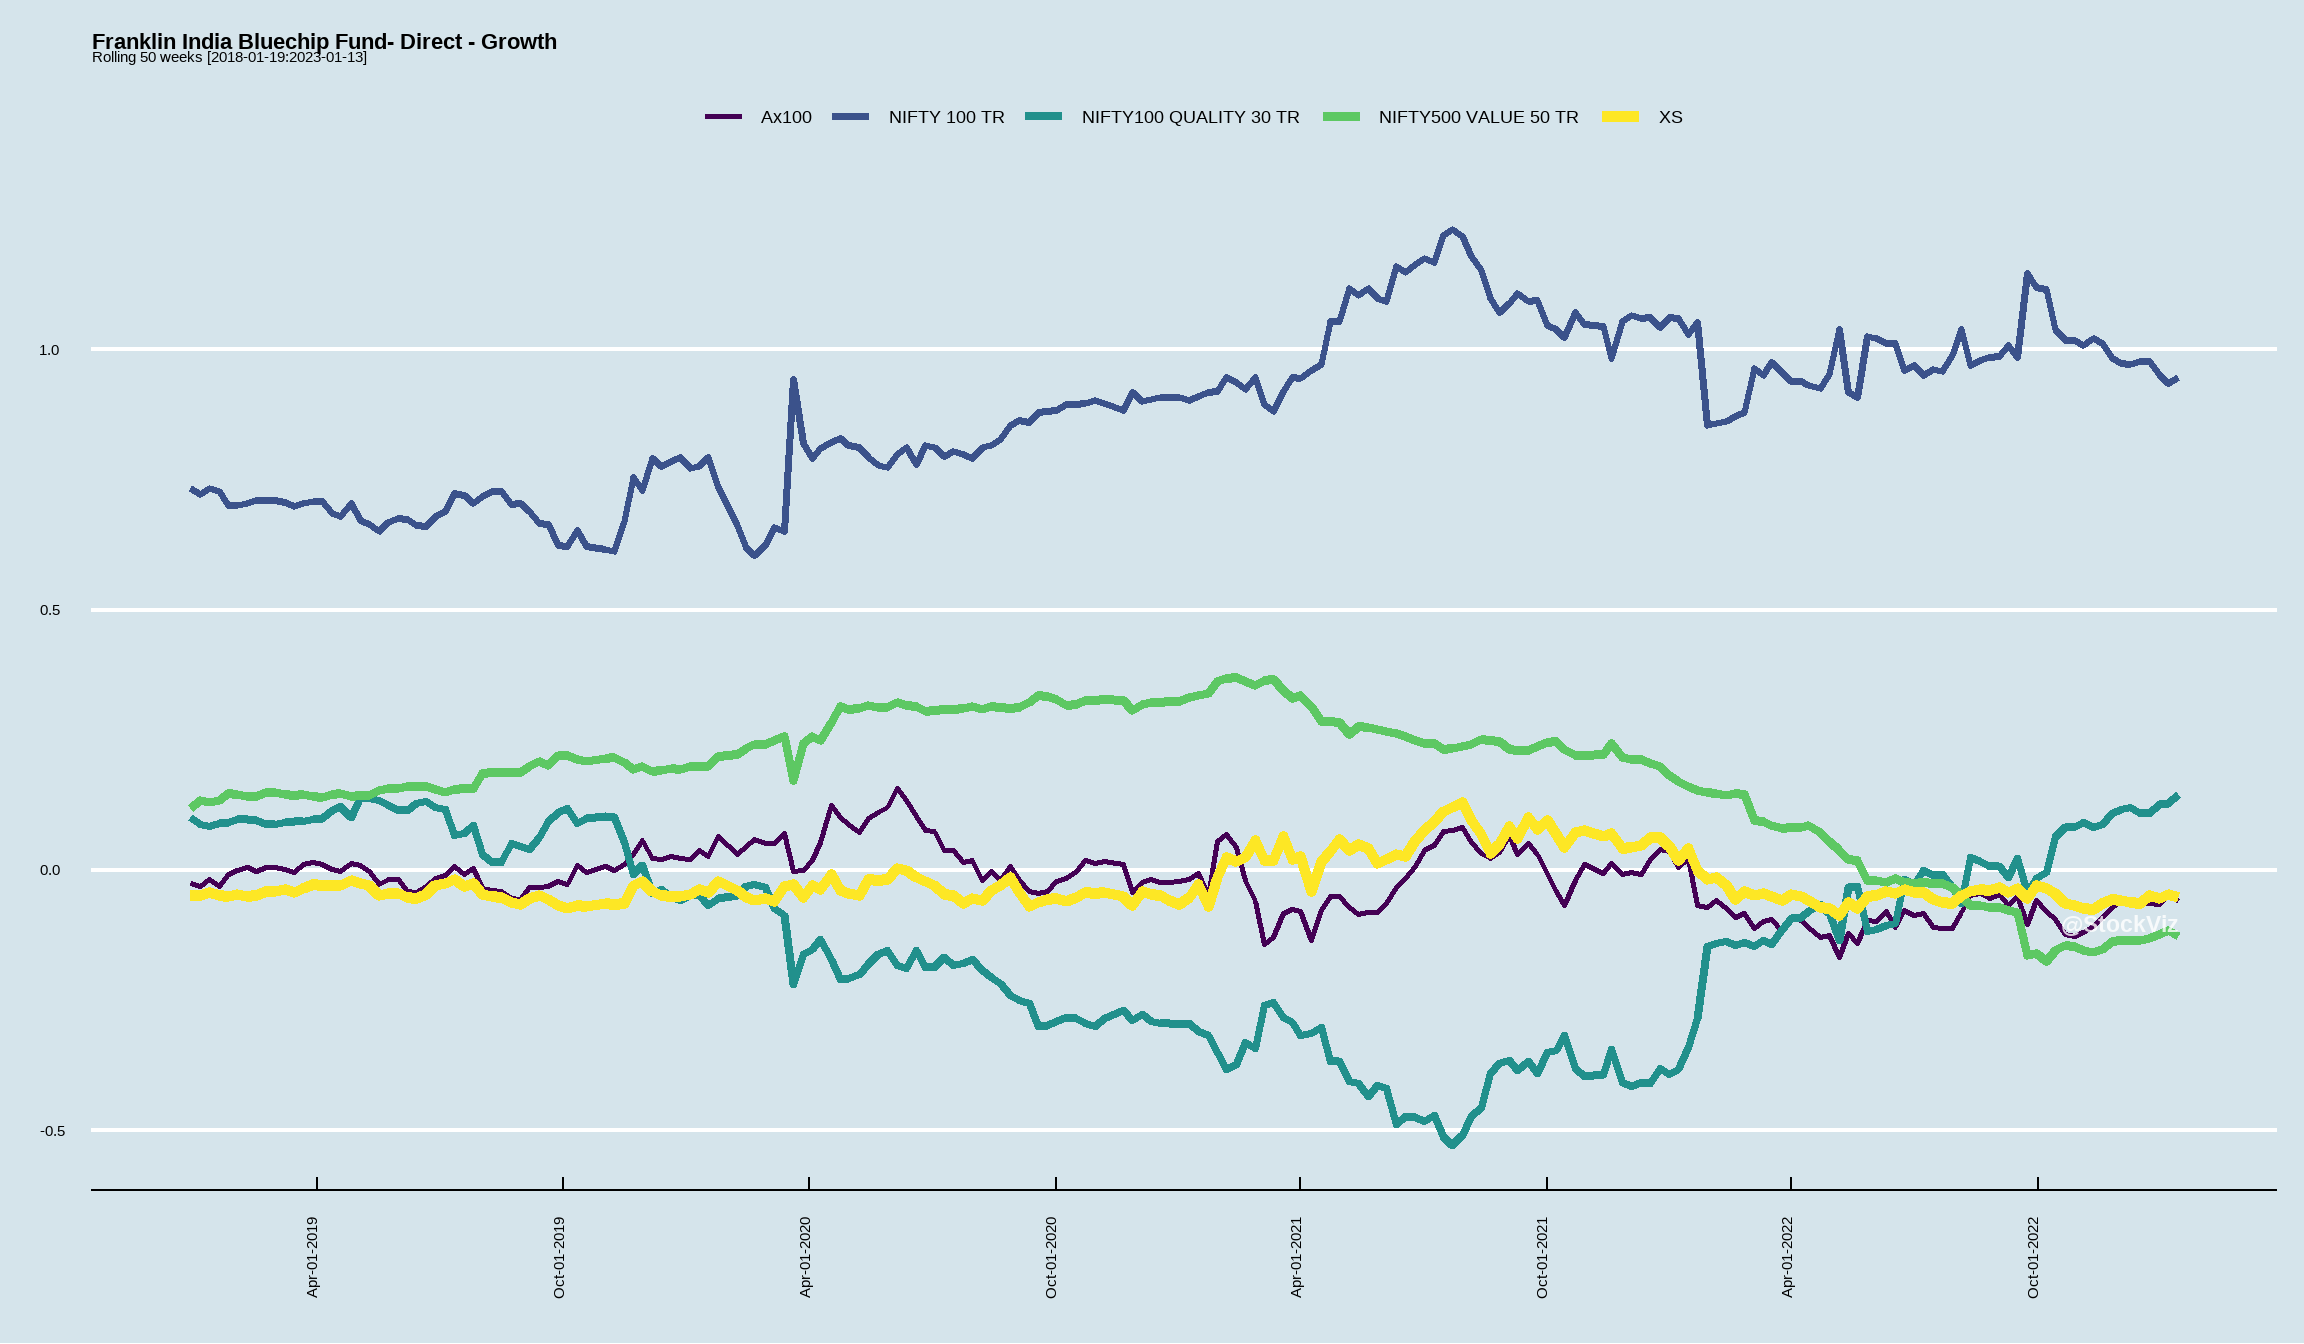 Franklin India Bluechip Fund- Direct - Growth
Rolling 50 weeks [2018-01-19:2023-01-13]
Ax100 NIFTY 100 TR NIFTY100 QUALITY 30 TR NIFTY500 VALUE 50 TR XS
1.0
0.5
0.0
-0.5
@StockViz
Apr-01-2019 Oct-01-2019 Apr-01-2020 Oct-01-2020 Apr-01-2021 Oct-01-2021 Apr-01-2022 Oct-01-2022